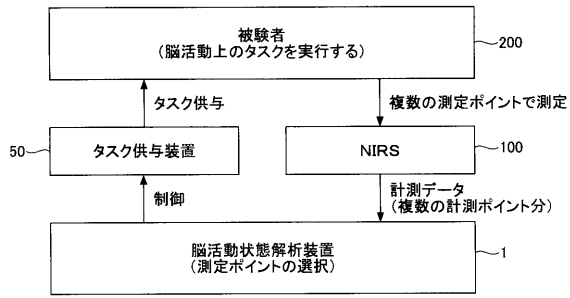 被験者
(脳活動上のタスクを実行する)
200
タスク供与
複数の測定ポイントで測定
50
タスク供与装置
NIRS
100
制御
計測データ
(複数の計測ポイント分)
脳活動状態解析装置
(測定ポイントの選択)
1